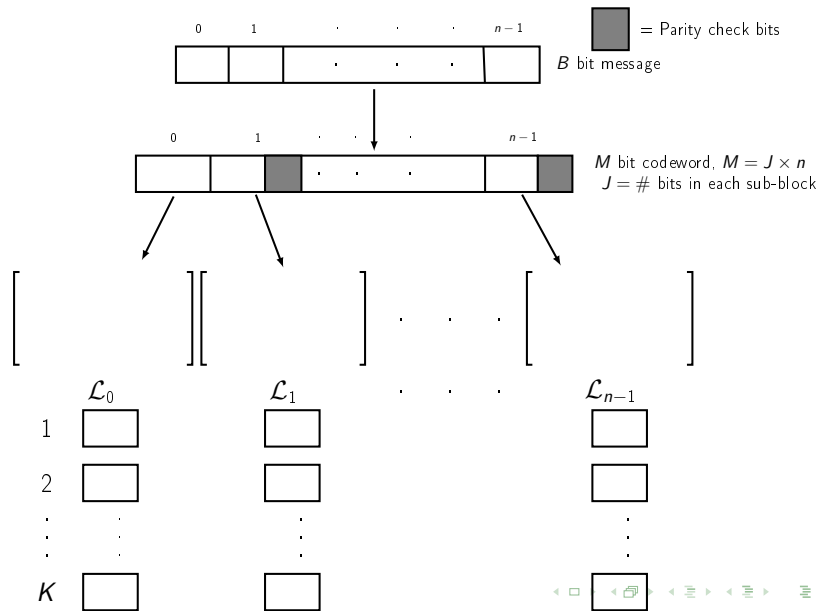 0 1 . . . n − 1
= Parity check bits
B bit message
0 1 . . . n − 1
M bit codeword, M = J × n
J = # bits in each sub-block
. . .
ℒ₀ ℒ₁ . . . ℒₙ₋₁
1
2
K